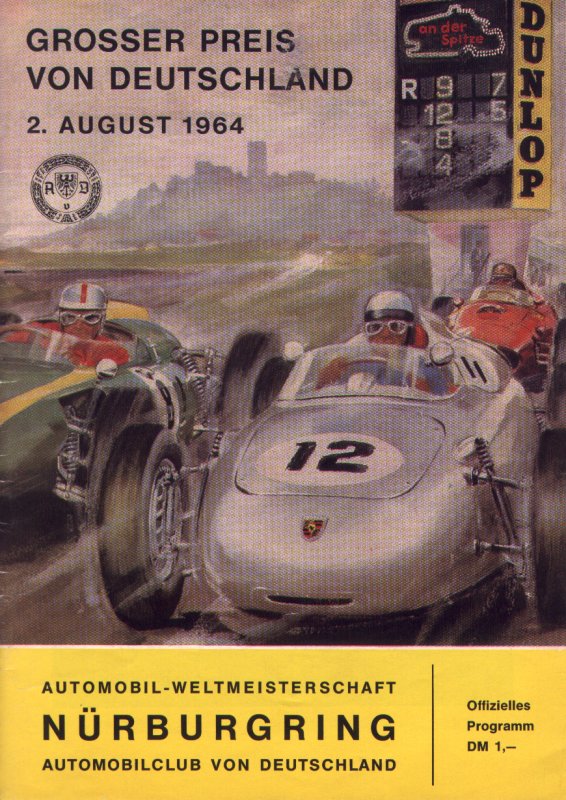 GROSSER PREIS
VON DEUTSCHLAND
2. AUGUST 1964
A v D
an der
Spitze
R 9 7
12 5
8
4
DUNLOP
12
AUTOMOBIL-WELTMEISTERSCHAFT
NÜRBURGRING
AUTOMOBILCLUB VON DEUTSCHLAND
Offizielles
Programm
DM 1,—